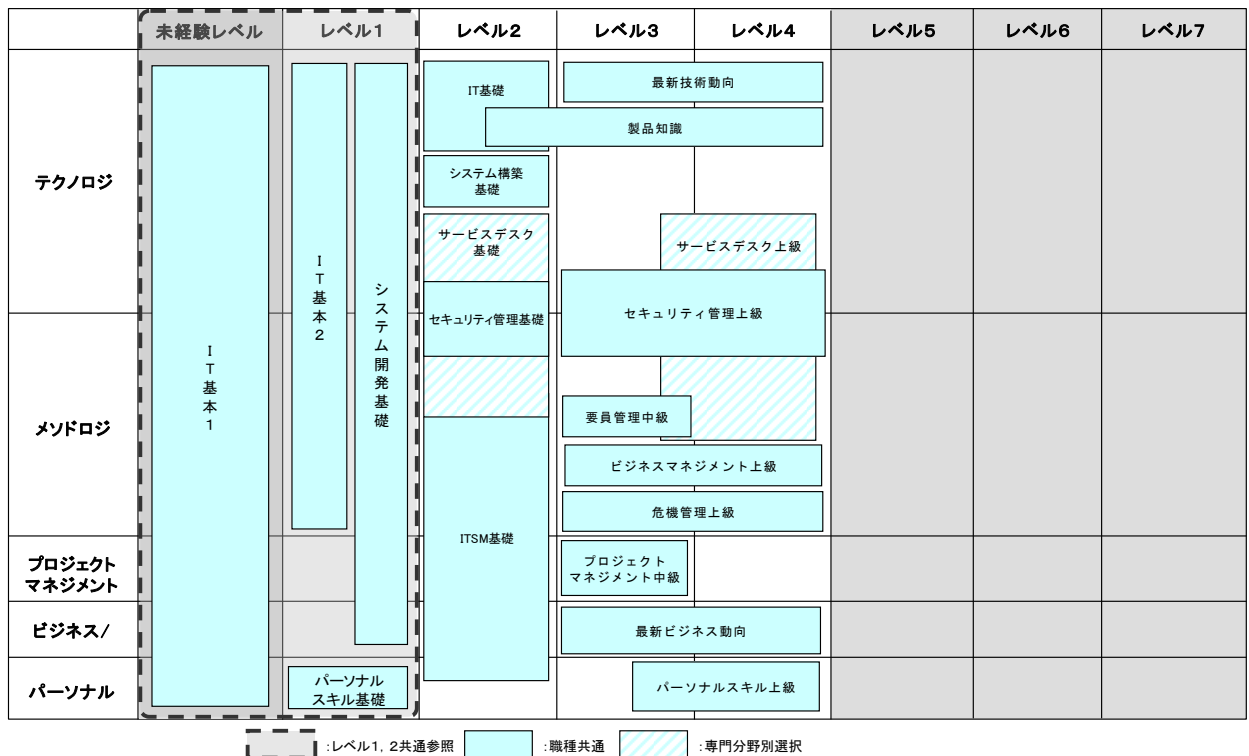 未経験レベル
レベル1
レベル2
レベル3
レベル4
レベル5
レベル6
レベル7
テクノロジ
メソドロジ
プロジェクト
マネジメント
ビジネス/
パーソナル
IT基本1
IT基本2
システム開発基礎
パーソナル
スキル基礎
IT基礎
システム構築
基礎
サービスデスク
基礎
セキュリティ管理基礎
ITSM基礎
最新技術動向
製品知識
サービスデスク上級
セキュリティ管理上級
要員管理中級
ビジネスマネジメント上級
危機管理上級
プロジェクト
マネジメント中級
最新ビジネス動向
パーソナルスキル上級
:レベル1, 2共通参照
:職種共通
:専門分野別選択